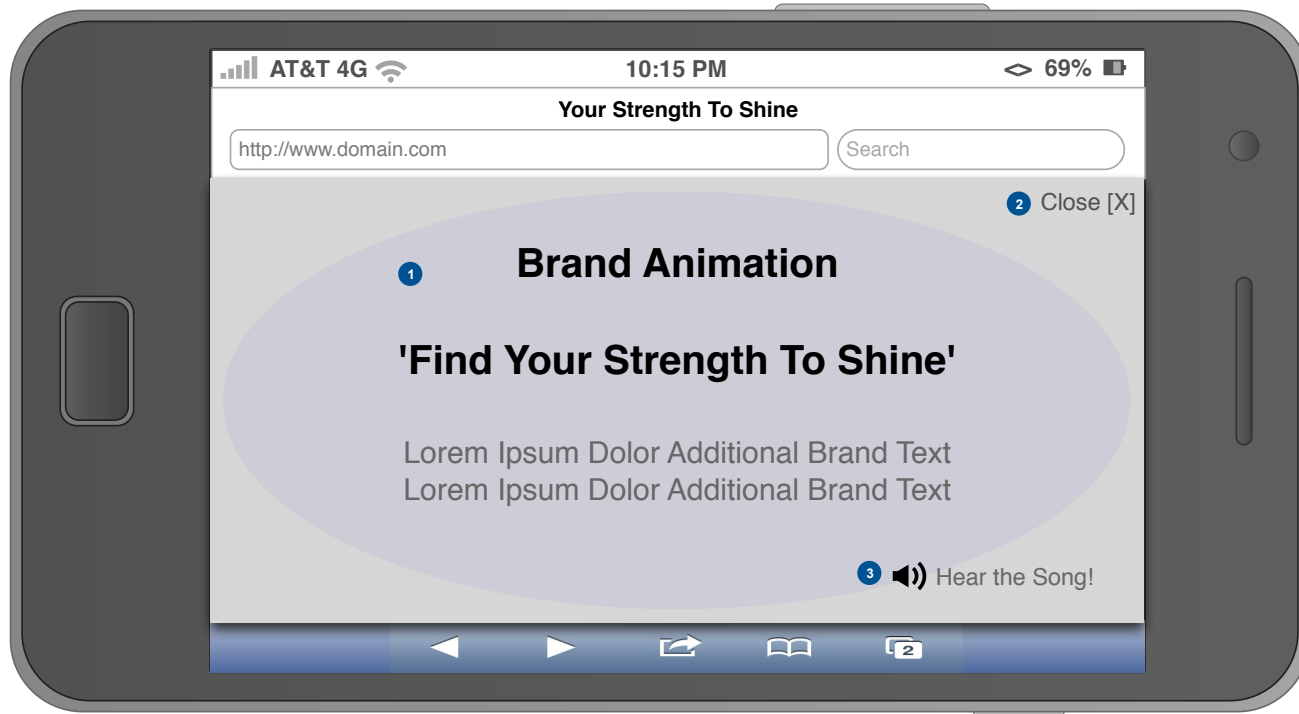 AT&T 4G 10:15 PM <> 69%
Your Strength To Shine
http://www.domain.com Search
2 Close [X]
1 Brand Animation
'Find Your Strength To Shine'
Lorem Ipsum Dolor Additional Brand Text
Lorem Ipsum Dolor Additional Brand Text
3 Hear the Song!
2